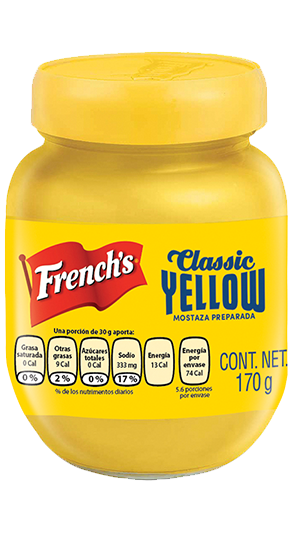 French's®
Classic
YELLOW
MOSTAZA PREPARADA
Una porción de 30 g aporta:
Grasa saturada 0 Cal 0 %
Otras grasas 9 Cal 2 %
Azúcares totales 0 Cal 0 %
Sodio 333 mg 17 %
Energía 13 Cal
Energía por envase 74 Cal
% de los nutrimentos diarios
5.6 porciones por envase
CONT. NET.
170 g